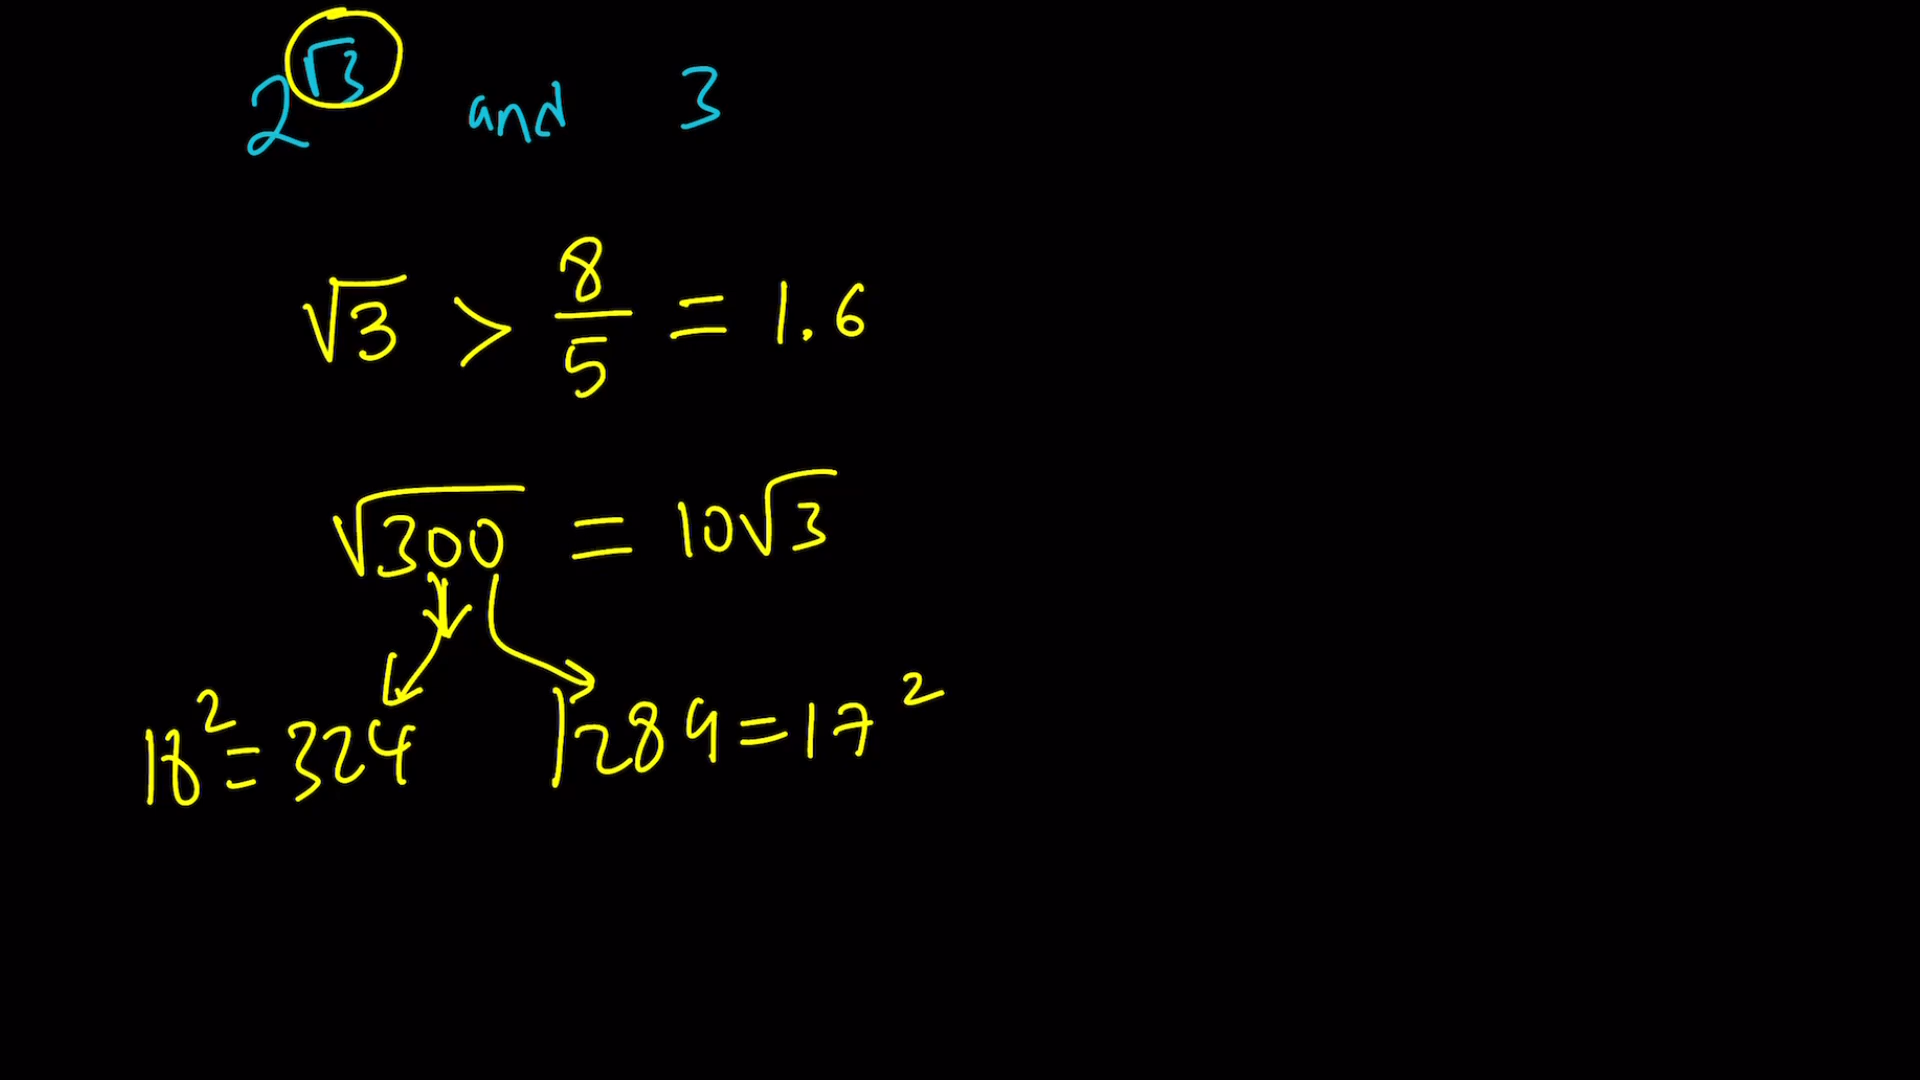 2^√3 and 3
√3 > 8/5 = 1.6
√300 = 10√3
18² = 324 289 = 17²